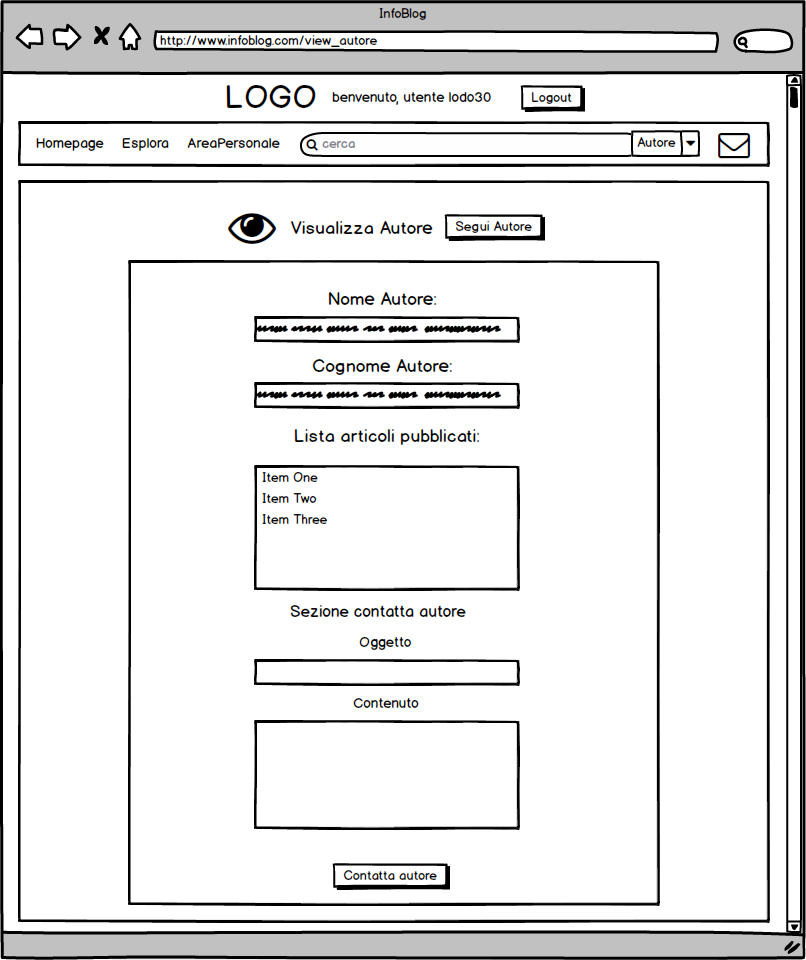 InfoBlog
http://www.infoblog.com/view_autore
LOGO benvenuto, utente lodo30 Logout
Homepage Esplora AreaPersonale cerca Autore
Visualizza Autore Segui Autore
Nome Autore:
Cognome Autore:
Lista articoli pubblicati:
Item One
Item Two
Item Three
Sezione contatta autore
Oggetto
Contenuto
Contatta autore